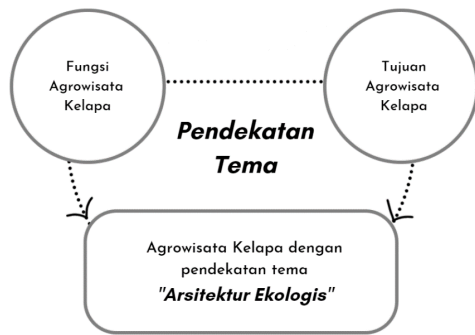 Fungsi
Agrowisata
Kelapa
Tujuan
Agrowisata
Kelapa
Pendekatan
Tema
Agrowisata Kelapa dengan
pendekatan tema
"Arsitektur Ekologis"